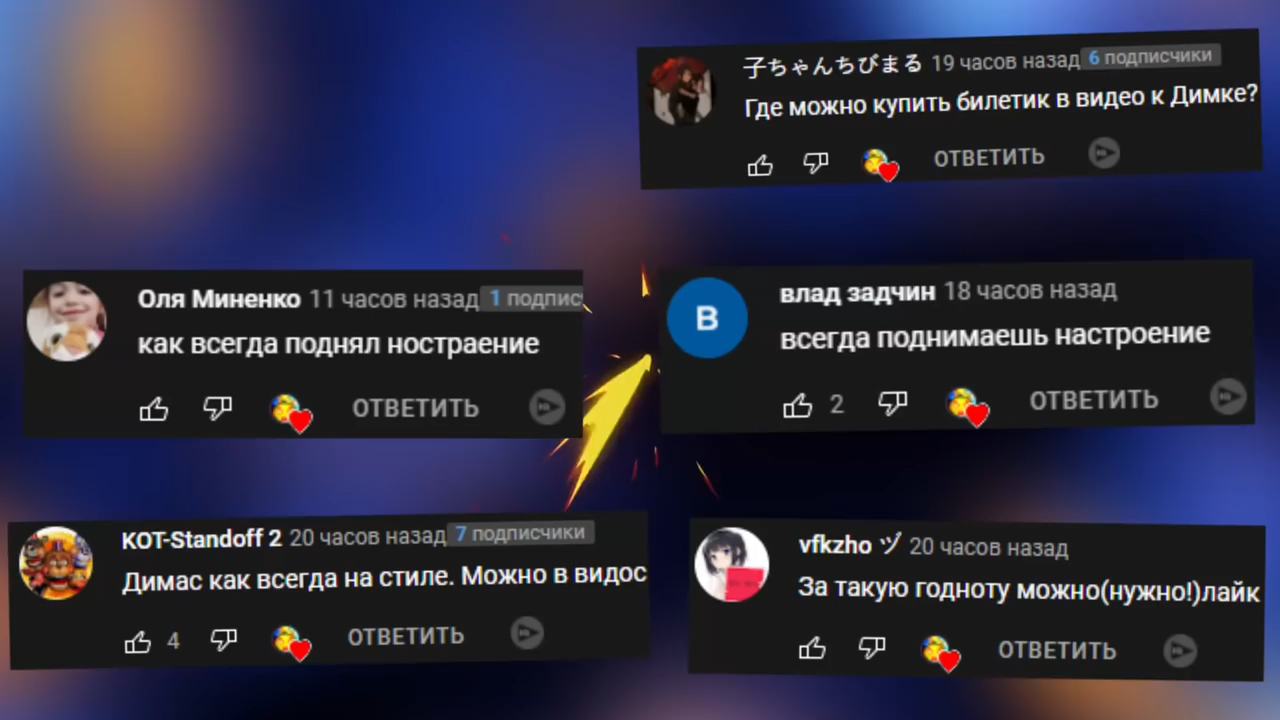 子ちゃんちびまる 19 часов назад 6 подписчики
Где можно купить билетик в видео к Димке?
ОТВЕТИТЬ
Оля Миненко 11 часов назад 1 подпис
как всегда поднял ностраение
ОТВЕТИТЬ
В
влад задчин 18 часов назад
всегда поднимаешь настроение
2 ОТВЕТИТЬ
КОТ-Standoff 2 20 часов назад 7 подписчики
Димас как всегда на стиле. Можно в видос
4 ОТВЕТИТЬ
vfkzho ヅ 20 часов назад
За такую годноту можно(нужно!)лайк
ОТВЕТИТЬ